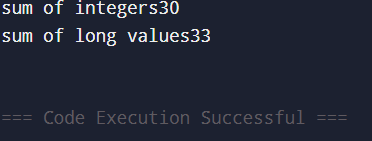 sum of integers30
sum of long values33
=== Code Execution Successful ===